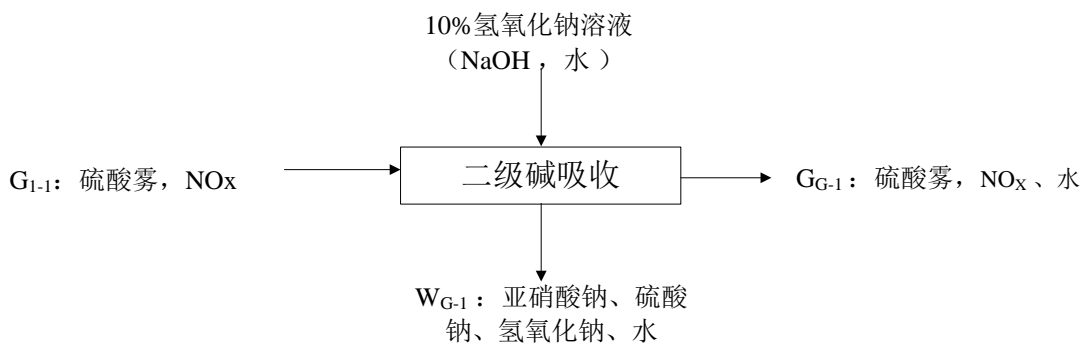 10%氢氧化钠溶液
（NaOH ，水 ）
G1-1：硫酸雾，NOx
二级碱吸收
GG-1：硫酸雾，NOX 、水
WG-1：亚硝酸钠、硫酸
钠、氢氧化钠、水